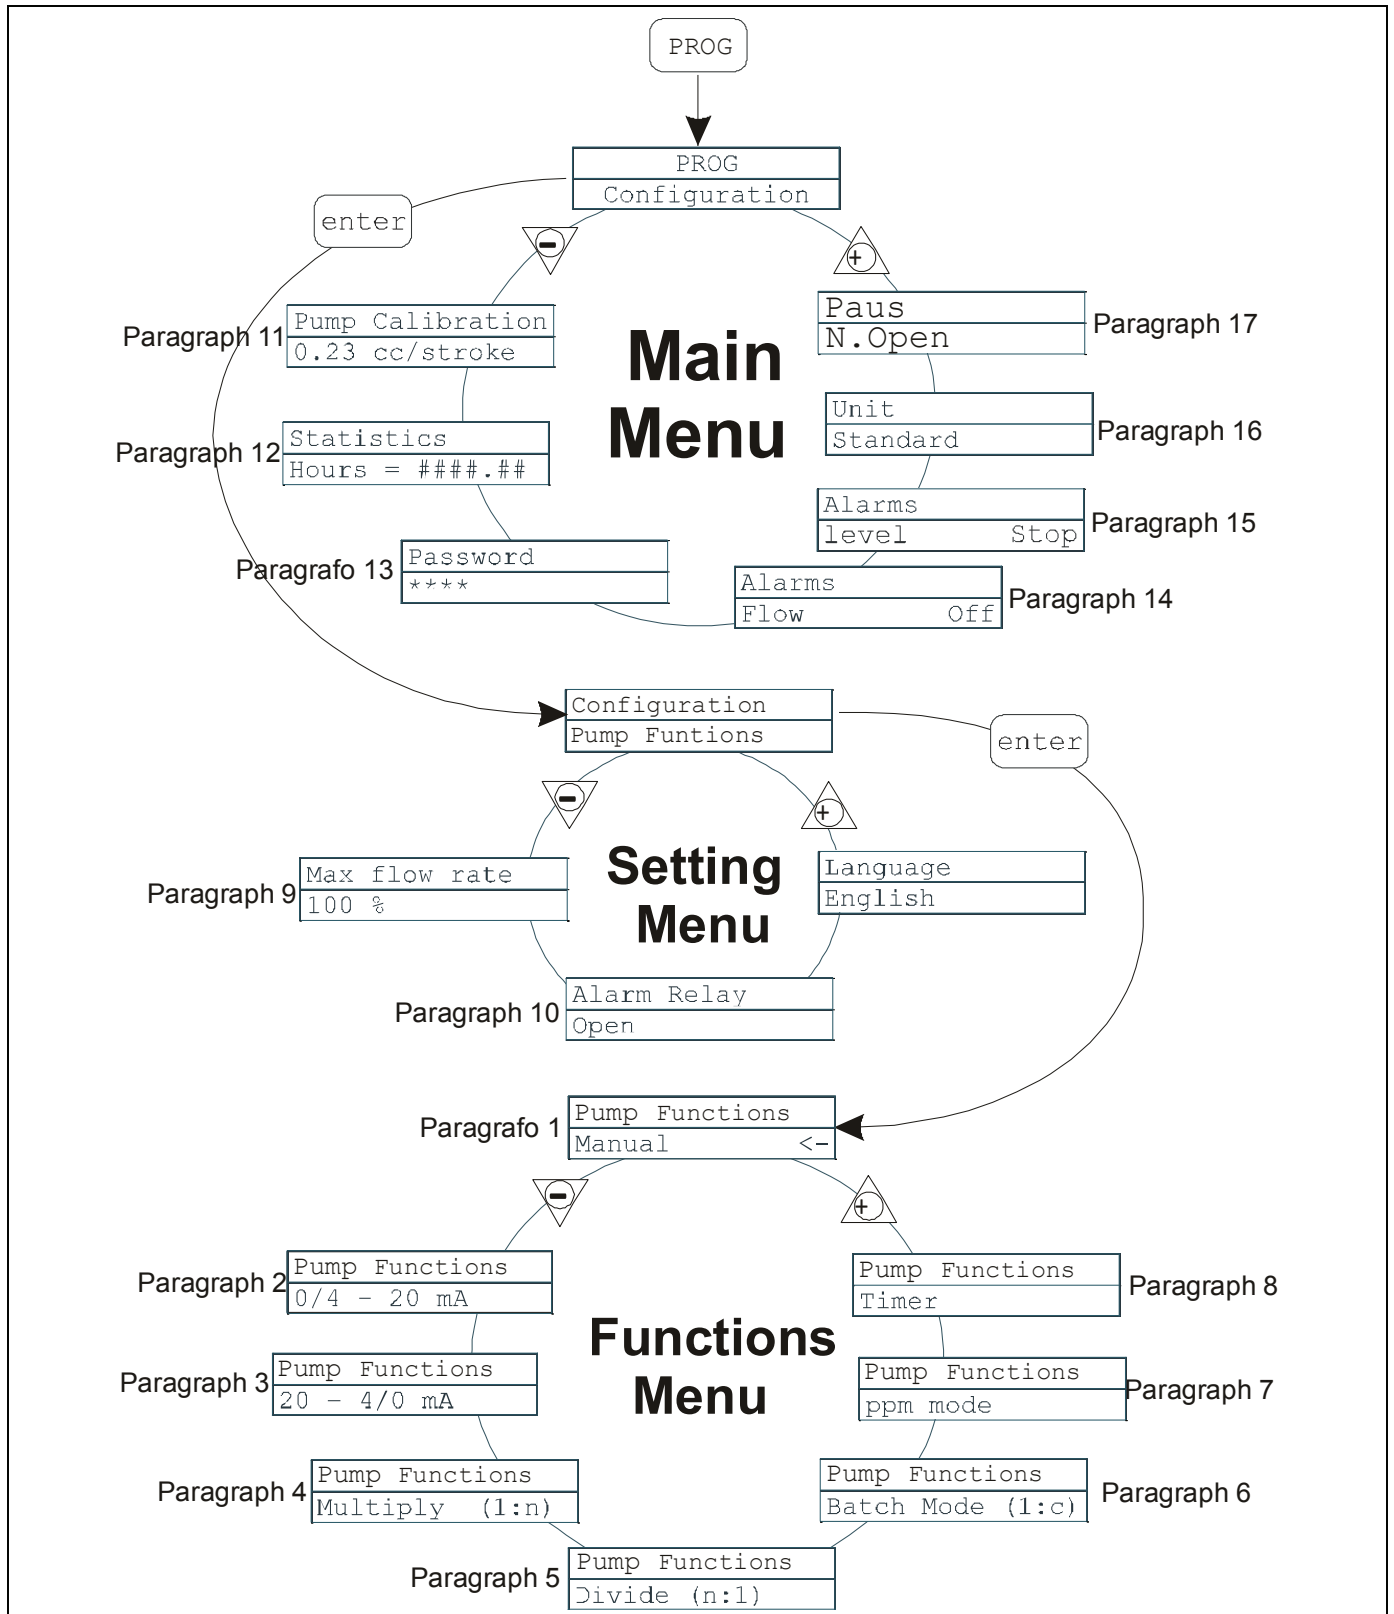 PROG
PROG
Configuration
enter
-
+
Pump Calibration
0.23 cc/stroke
Paragraph 11
Paus
N.Open
Paragraph 17
Main
Menu
Statistics
Hours = ####.##
Paragraph 12
Unit
Standard
Paragraph 16
Alarms
level Stop
Paragraph 15
Paragrafo 13
Password
****
Alarms
Flow Off
Paragraph 14
Configuration
Pump Funtions
enter
-
+
Setting
Menu
Paragraph 9
Max flow rate
100 %
Language
English
Paragraph 10
Alarm Relay
Open
Paragrafo 1
Pump Functions
Manual <-
-
+
Paragraph 2
Pump Functions
0/4 - 20 mA
Pump Functions
Timer
Paragraph 8
Functions
Menu
Paragraph 3
Pump Functions
20 - 4/0 mA
Pump Functions
ppm mode
Paragraph 7
Paragraph 4
Pump Functions
Multiply (1:n)
Pump Functions
Batch Mode (1:c)
Paragraph 6
Paragraph 5
Pump Functions
Divide (n:1)